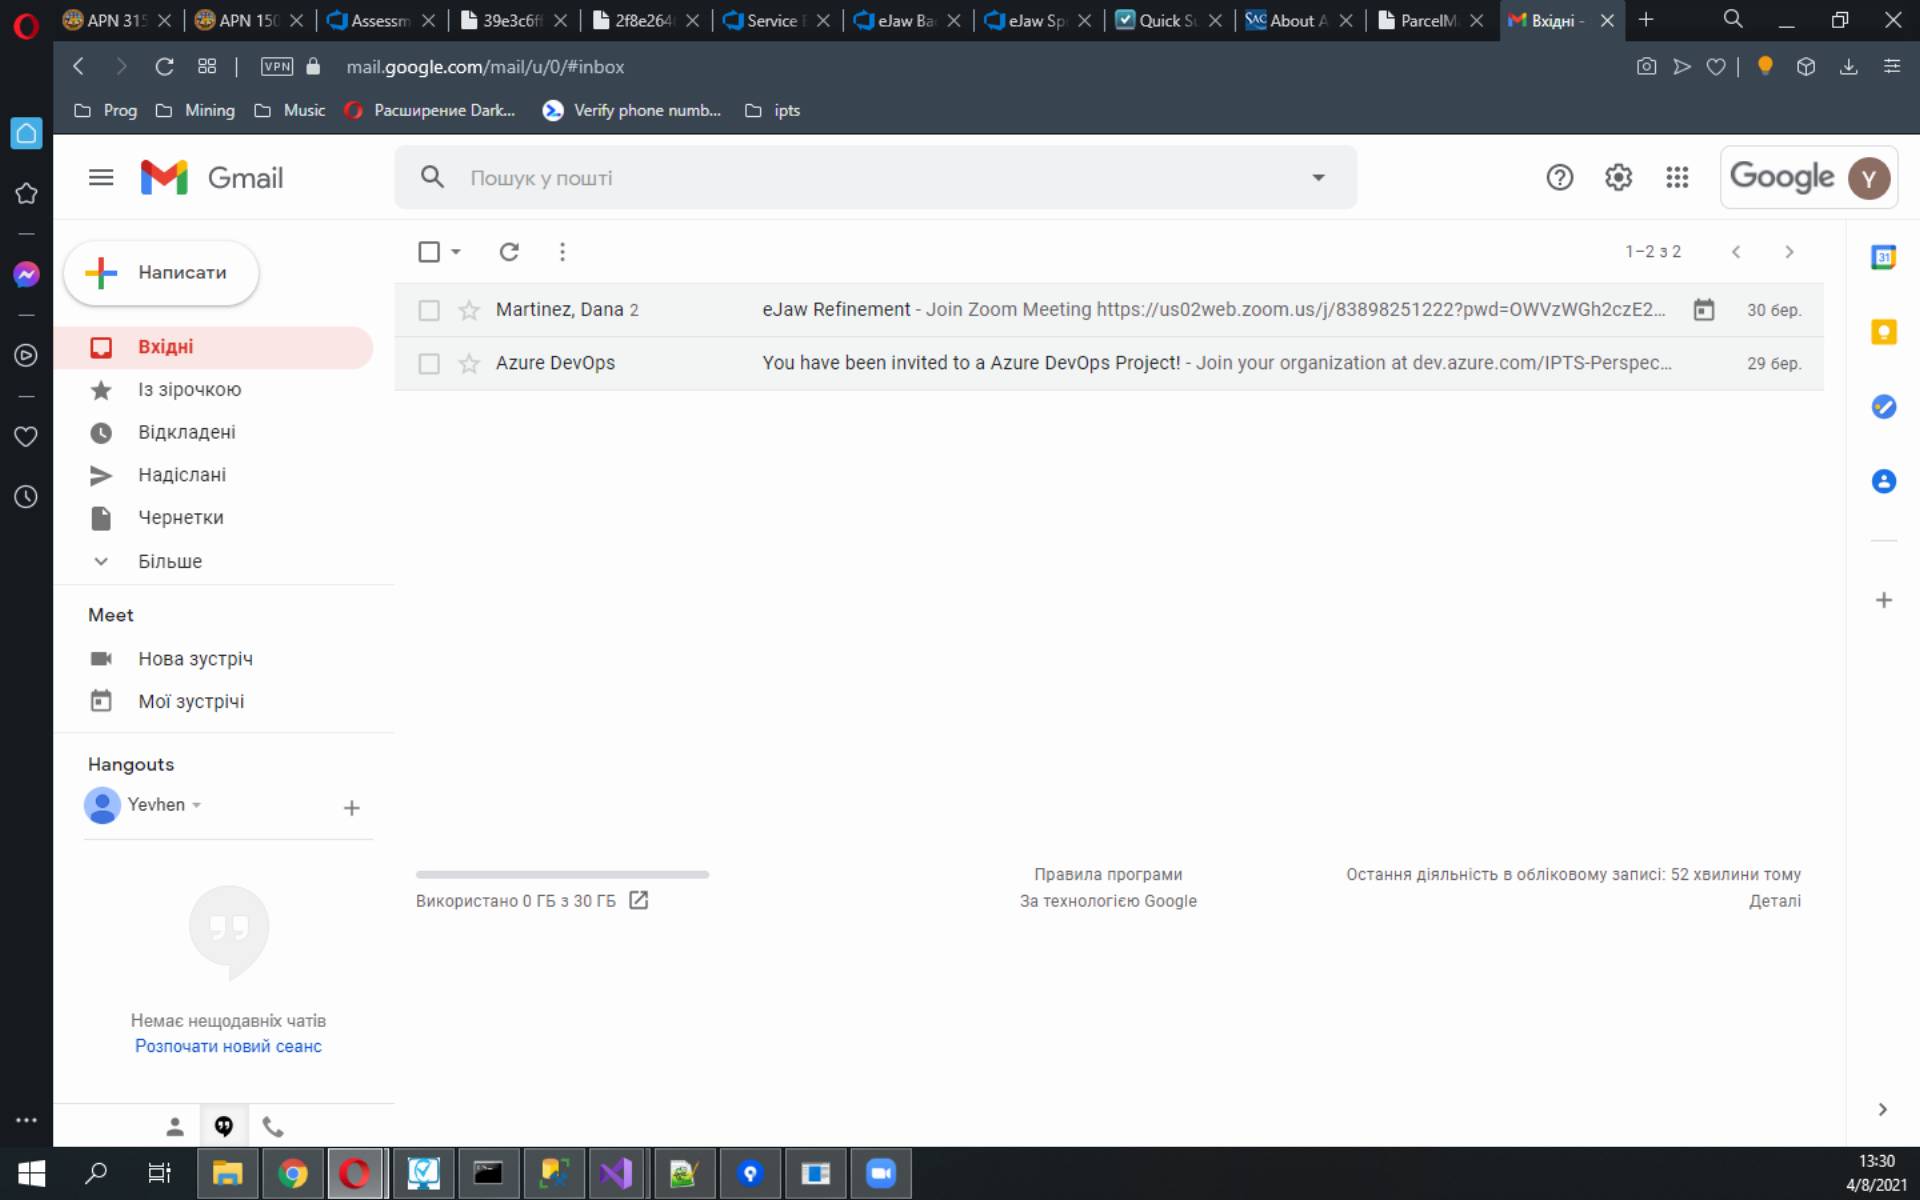 APN 315
APN 150
Assessm
39e3c6f
2f8e264
Service
eJaw Ba
eJaw Sp
Quick Su
SAC About A
ParcelM
Вхідні -
VPN
mail.google.com/mail/u/0/#inbox
Prog
Mining
Music
Расширение Dark...
Verify phone numb...
ipts
Gmail
Пошук у пошті
Google
Y
Написати
1–2 з 2
31
Martinez, Dana 2
eJaw Refinement - Join Zoom Meeting https://us02web.zoom.us/j/83898251222?pwd=OWVzWGh2czE2...
30 бер.
Azure DevOps
You have been invited to a Azure DevOps Project! - Join your organization at dev.azure.com/IPTS-Perspec...
29 бер.
Вхідні
Із зірочкою
Відкладені
Надіслані
Чернетки
Більше
Meet
Нова зустріч
Мої зустрічі
Hangouts
Yevhen
Немає нещодавніх чатів
Розпочати новий сеанс
Використано 0 ГБ з 30 ГБ
Правила програми
За технологією Google
Остання діяльність в обліковому записі: 52 хвилини тому
Деталі
13:30
4/8/2021